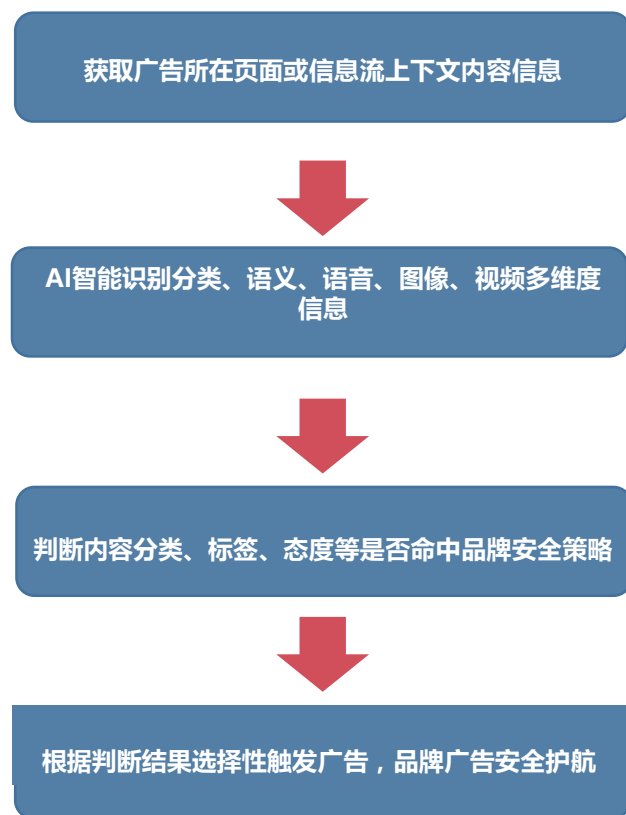 获取广告所在页面或信息流上下文内容信息
AI智能识别分类、语义、语音、图像、视频多维度
信息
判断内容分类、标签、态度等是否命中品牌安全策略
根据判断结果选择性触发广告，品牌广告安全护航